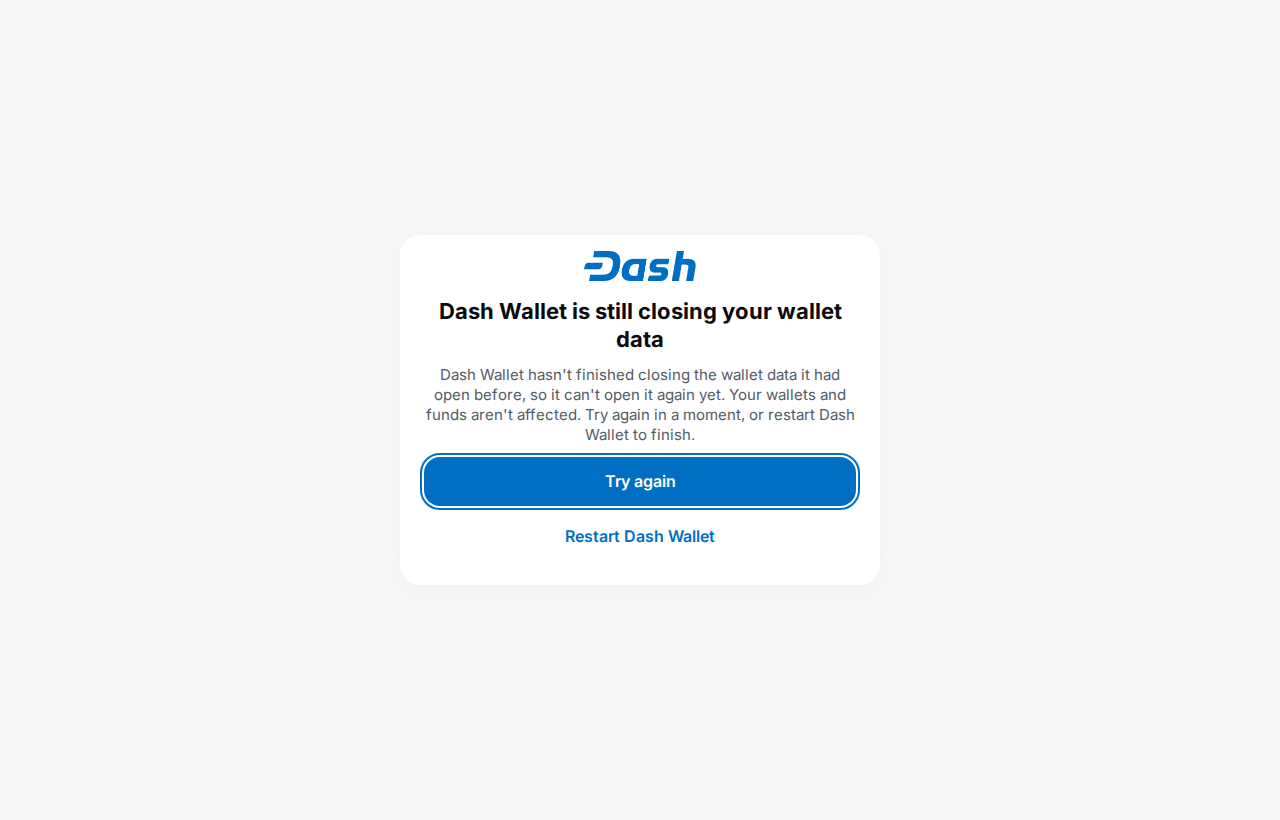 Dash
Dash Wallet is still closing your wallet
data
Dash Wallet hasn't finished closing the wallet data it had
open before, so it can't open it again yet. Your wallets and
funds aren't affected. Try again in a moment, or restart Dash
Wallet to finish.
Try again
Restart Dash Wallet